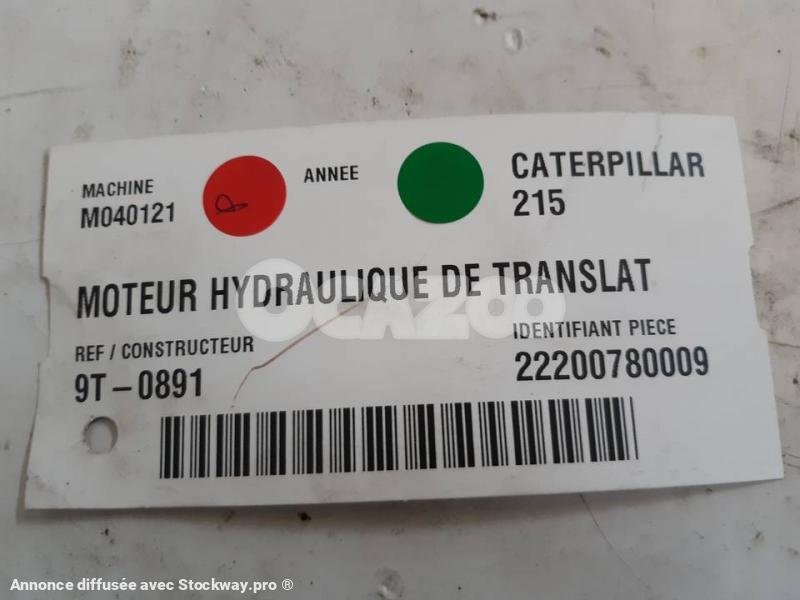 MACHINE
M040121
ANNEE
CATERPILLAR
215
MOTEUR HYDRAULIQUE DE TRANSLAT
OCAZOO
REF / CONSTRUCTEUR
9T-0891
IDENTIFIANT PIECE
22200780009
Annonce diffusée avec Stockway.pro ®